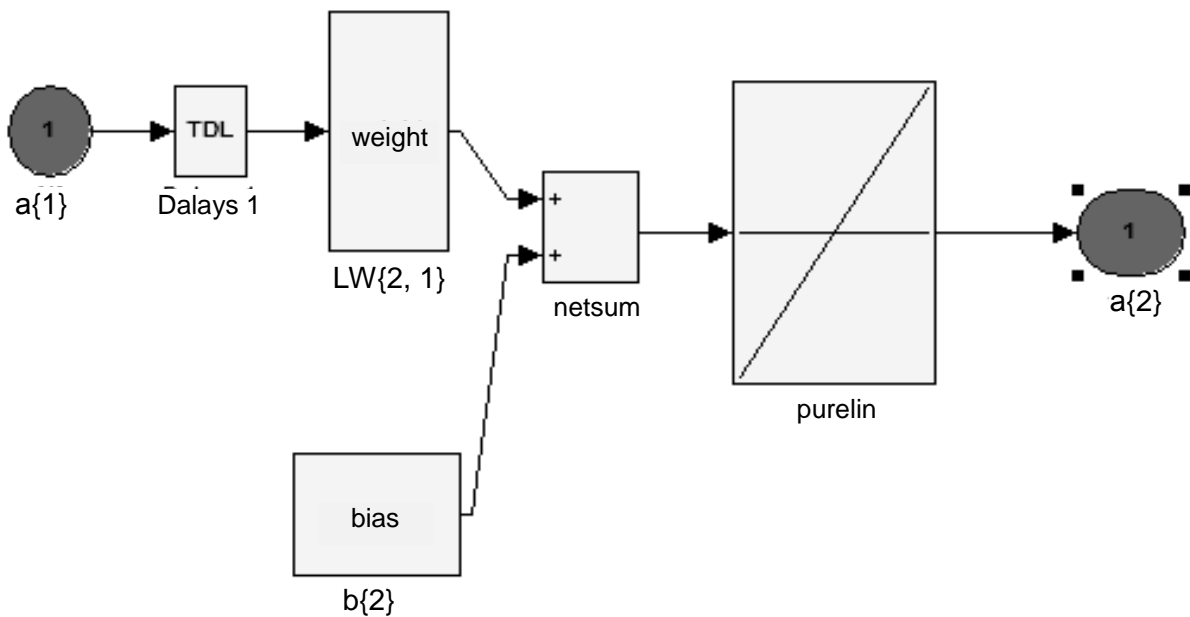 1
a{1}
TDL
Dalays 1
weight
LW{2, 1}
+
+
netsum
bias
b{2}
purelin
1
a{2}